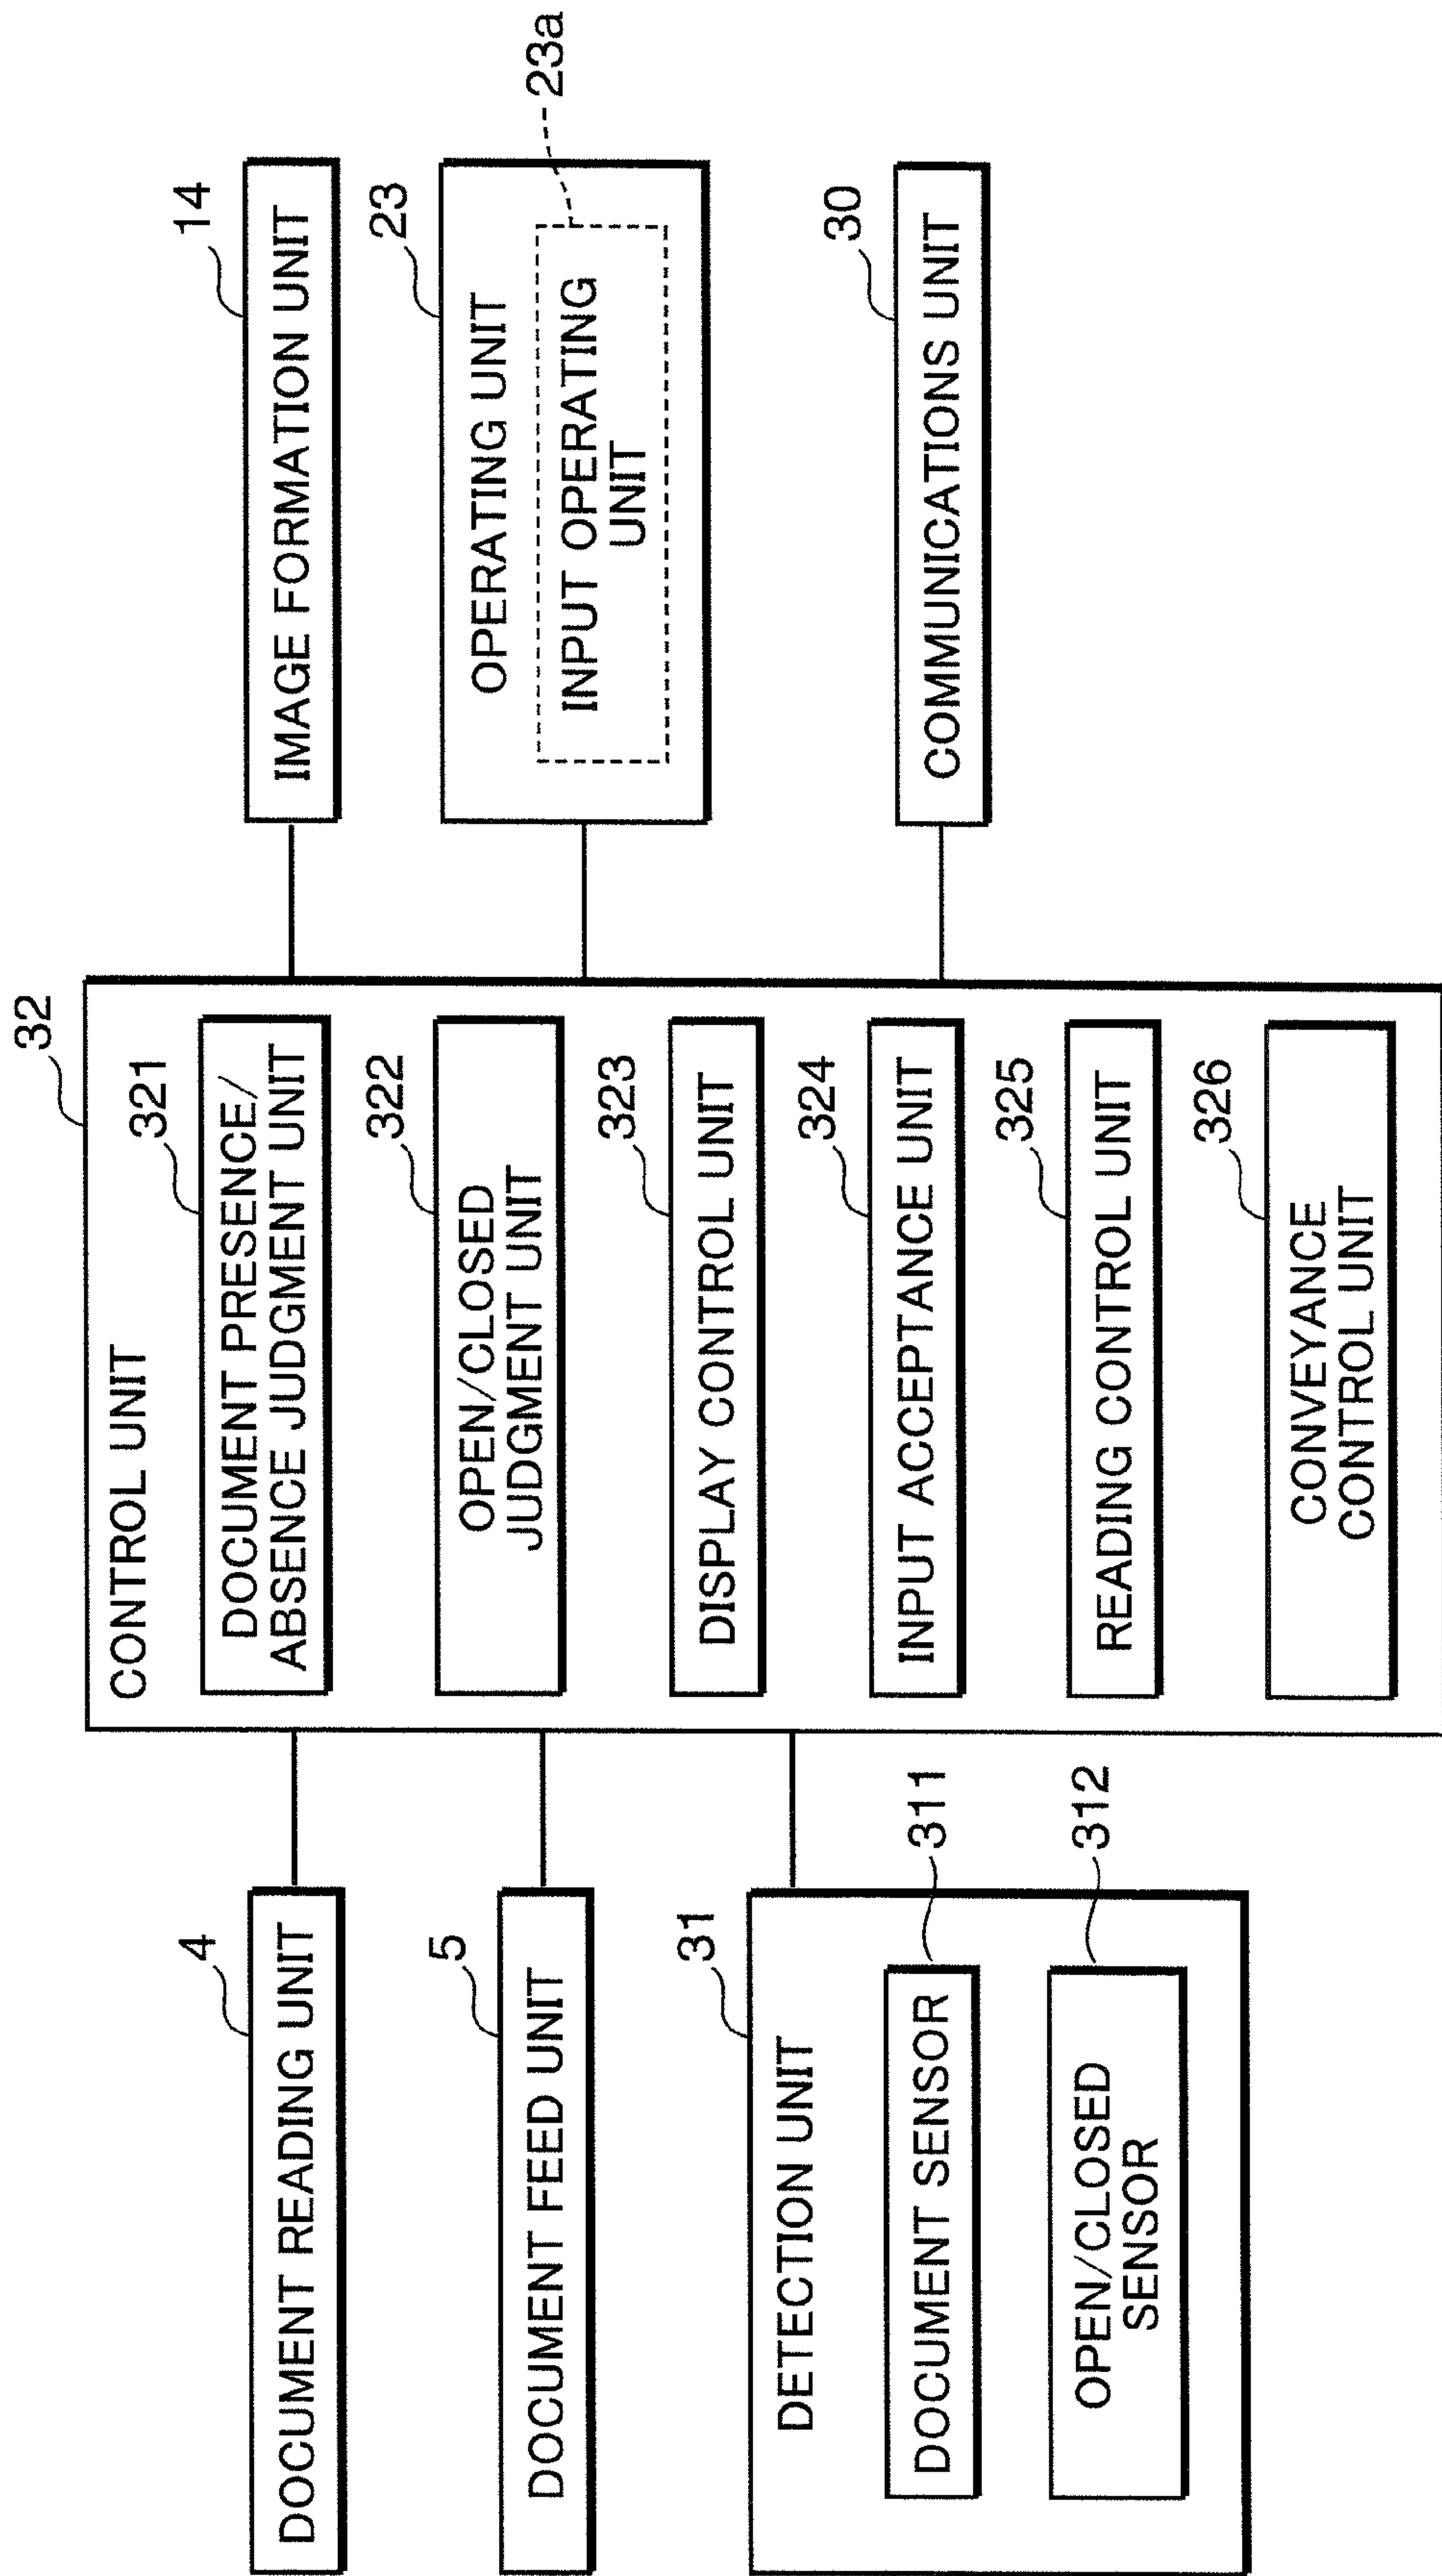 4
DOCUMENT READING UNIT
5
DOCUMENT FEED UNIT
31
DETECTION UNIT
311
DOCUMENT SENSOR
312
OPEN/CLOSED
SENSOR
32
CONTROL UNIT
321
DOCUMENT PRESENCE/
ABSENCE JUDGMENT UNIT
322
OPEN/CLOSED
JUDGMENT UNIT
323
DISPLAY CONTROL UNIT
324
INPUT ACCEPTANCE UNIT
325
READING CONTROL UNIT
326
CONVEYANCE
CONTROL UNIT
14
IMAGE FORMATION UNIT
23
OPERATING UNIT
23a
INPUT OPERATING
UNIT
30
COMMUNICATIONS UNIT